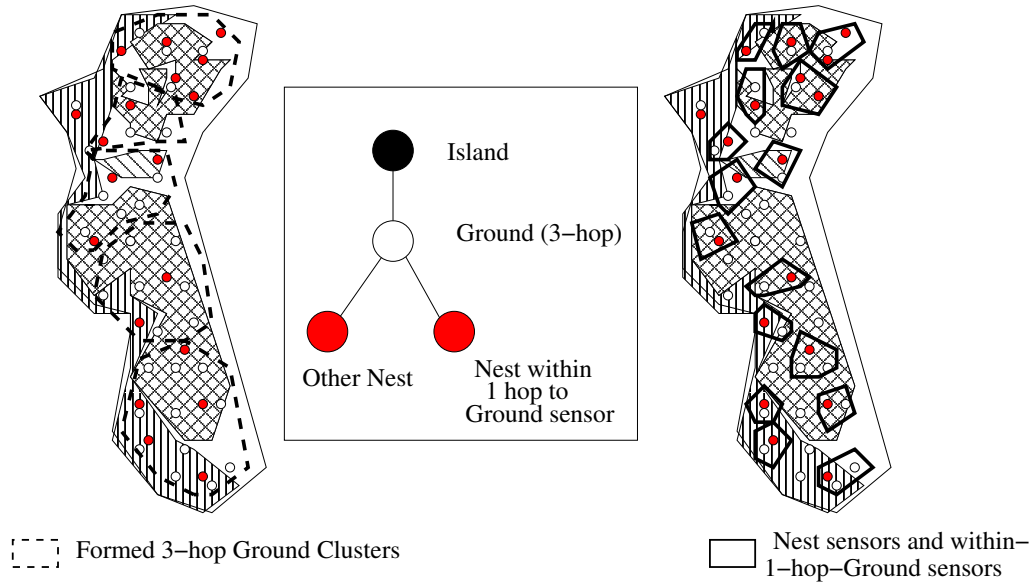 Island
Ground (3−hop)
Other Nest
Nest within
1 hop to
Ground sensor
Formed 3−hop Ground Clusters
Nest sensors and within−
1−hop−Ground sensors